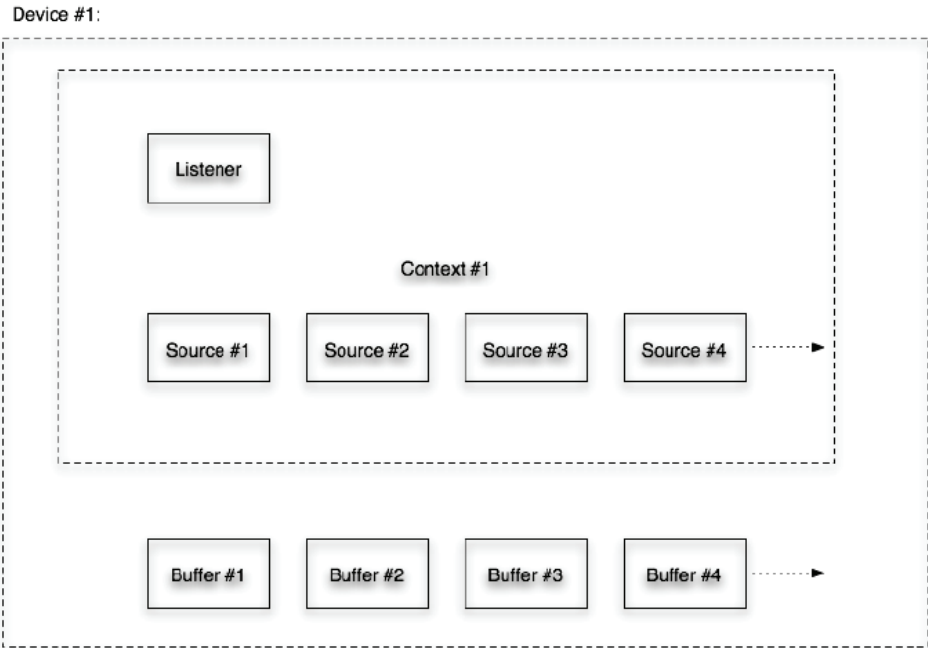 Device #1:
Listener
Context #1
Source #1 Source #2 Source #3 Source #4
Buffer #1 Buffer #2 Buffer #3 Buffer #4